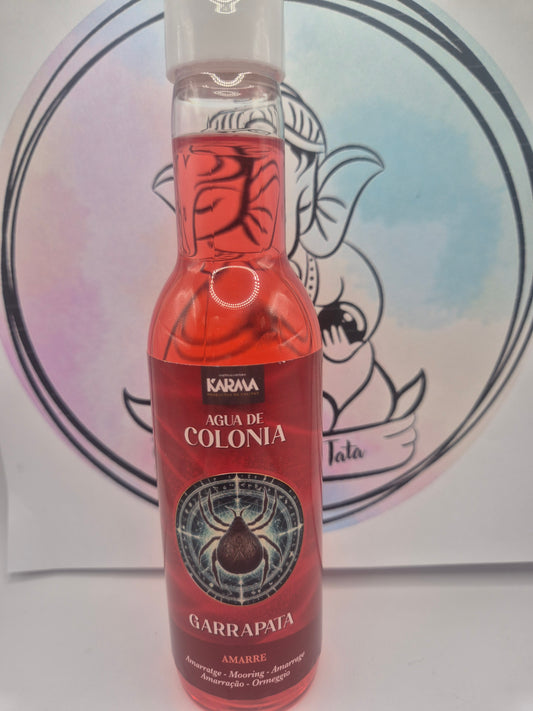 KARMA
AGUA DE
COLONIA
GARRAPATA
AMARRE
Amarratge - Mooring - Amarrage
Amarração - Ormeggio
Tata